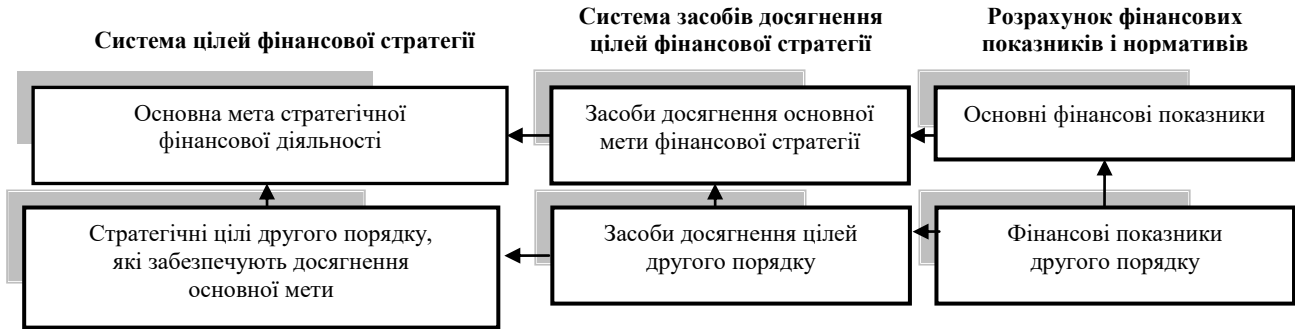 Система цілей фінансової стратегії
Система засобів досягнення
цілей фінансової стратегії
Розрахунок фінансових
показників і нормативів
Основна мета стратегічної
фінансової діяльності
Засоби досягнення основної
мети фінансової стратегії
Основні фінансові показники
Стратегічні цілі другого порядку,
які забезпечують досягнення
основної мети
Засоби досягнення цілей
другого порядку
Фінансові показники
другого порядку